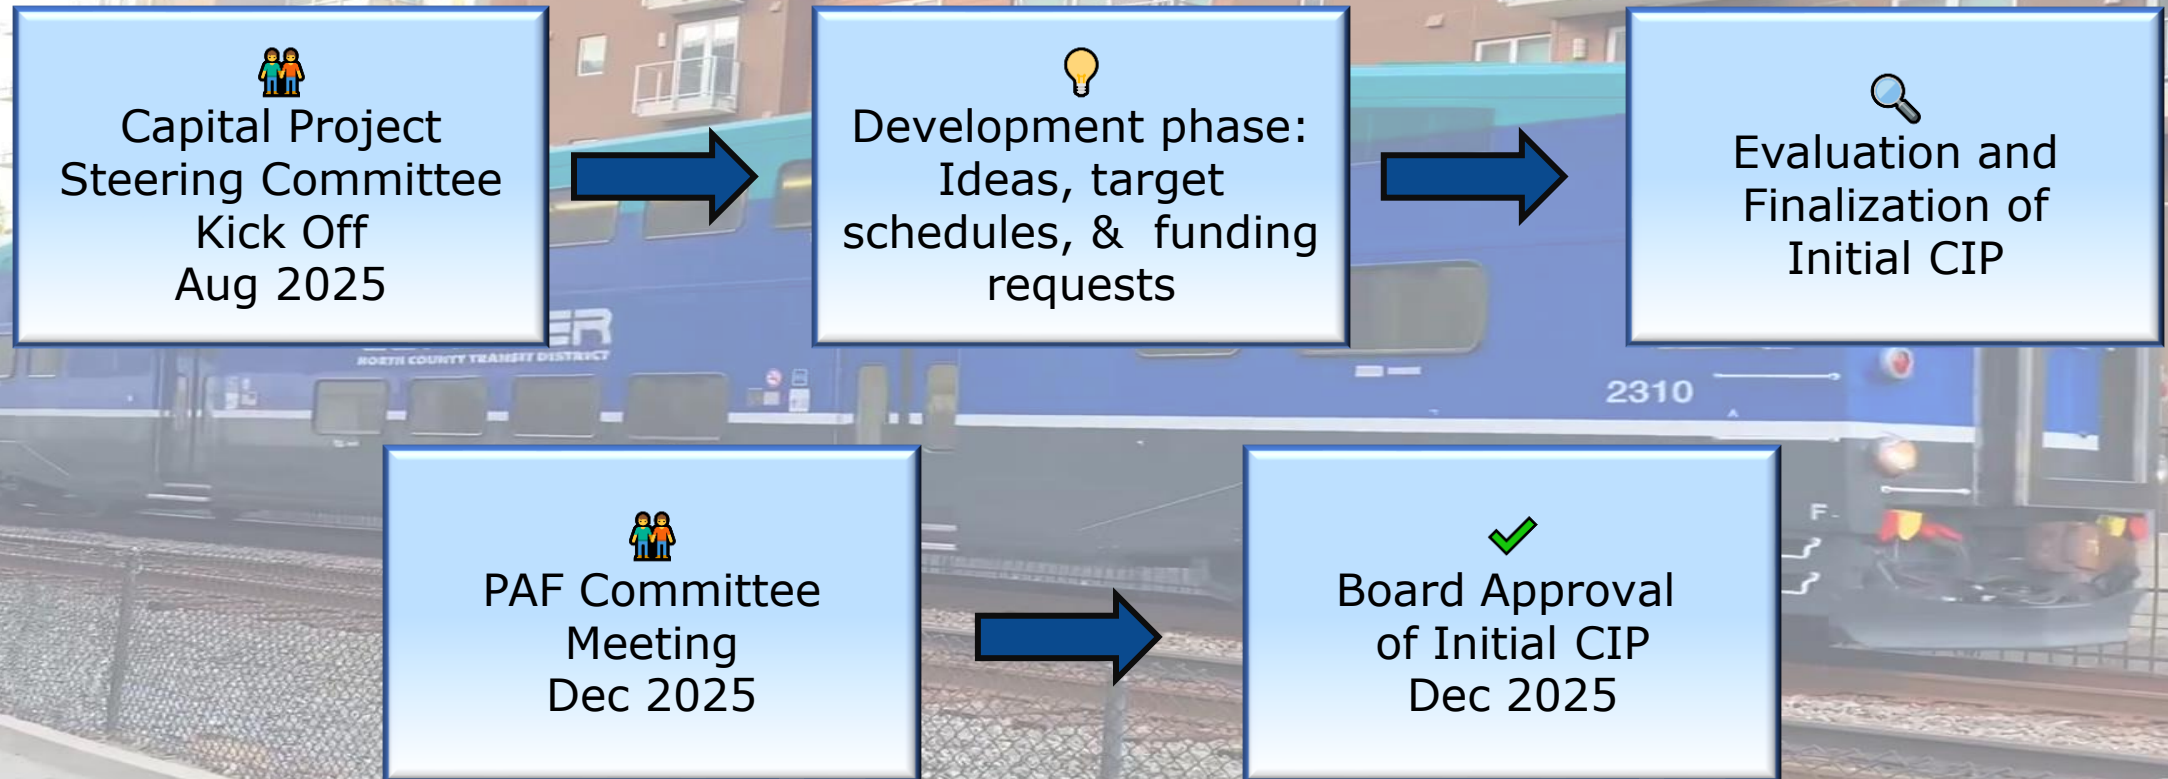 Capital Project
Steering Committee
Kick Off
Aug 2025
Development phase:
Ideas, target
schedules, & funding
requests
Evaluation and
Finalization of
Initial CIP
NORTH COUNTY TRANSIT DISTRICT
2310
F-
PAF Committee
Meeting
Dec 2025
Board Approval
of Initial CIP
Dec 2025